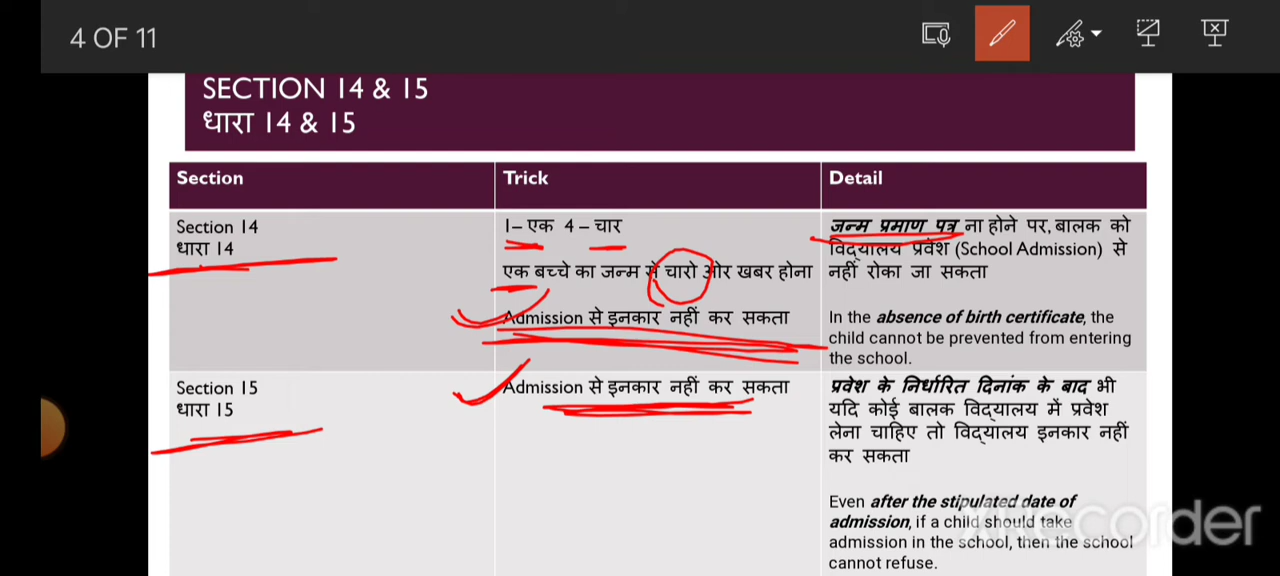 4 OF 11
SECTION 14 & 15
धारा 14 & 15
Section
Trick
Detail
Section 14
धारा 14
1– एक 4 – चार
एक बच्चे का जन्म से चारो ओर खबर होना
Admission से इनकार नहीं कर सकता
जन्म प्रमाण पत्र ना होने पर, बालक को
विद्यालय प्रवेश (School Admission) से
नहीं रोका जा सकता
In the absence of birth certificate, the
child cannot be prevented from entering
the school.
Section 15
धारा 15
Admission से इनकार नहीं कर सकता
प्रवेश के निर्धारित दिनांक के बाद भी
यदि कोई बालक विद्यालय में प्रवेश
लेना चाहिए तो विद्यालय इनकार नहीं
कर सकता
Even after the stipulated date of
admission, if a child should take
admission in the school, then the school
cannot refuse.
XRecorder